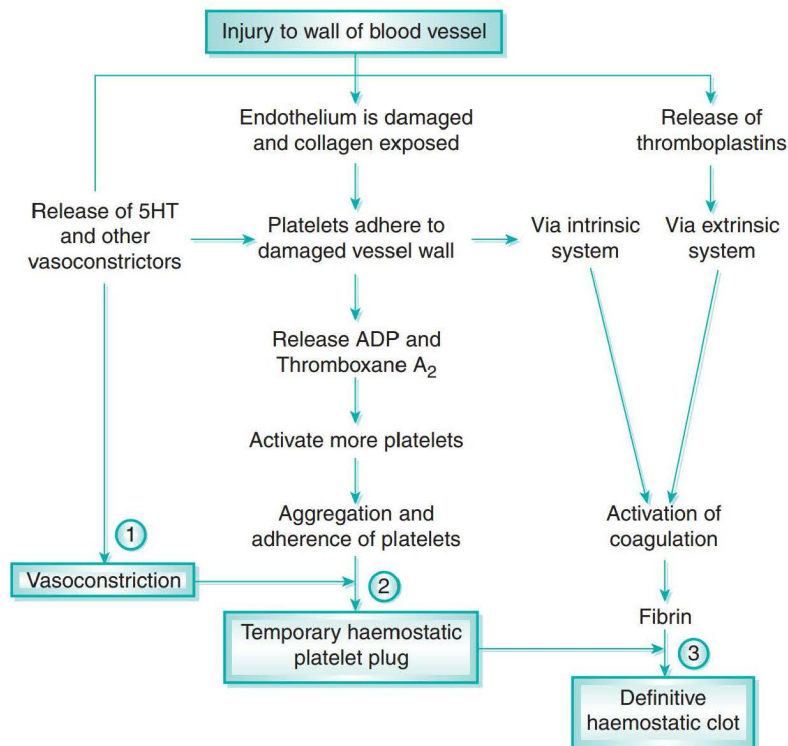 Injury to wall of blood vessel
Endothelium is damaged
and collagen exposed
Release of
thromboplastins
Release of 5HT
and other
vasoconstrictors
Platelets adhere to
damaged vessel wall
Via intrinsic
system
Via extrinsic
system
Release ADP and
Thromboxane A2
Activate more platelets
Aggregation and
adherence of platelets
Activation of
coagulation
1
Vasoconstriction
2
Temporary haemostatic
platelet plug
Fibrin
3
Definitive
haemostatic clot